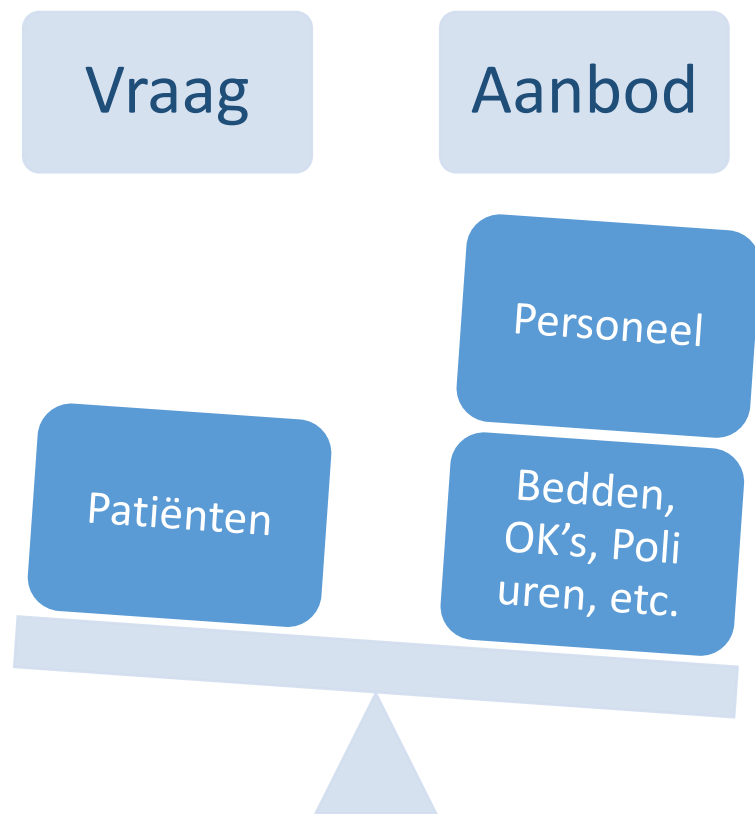 Vraag
Aanbod
Personeel
Patiënten
Bedden,
OK’s, Poli
uren, etc.